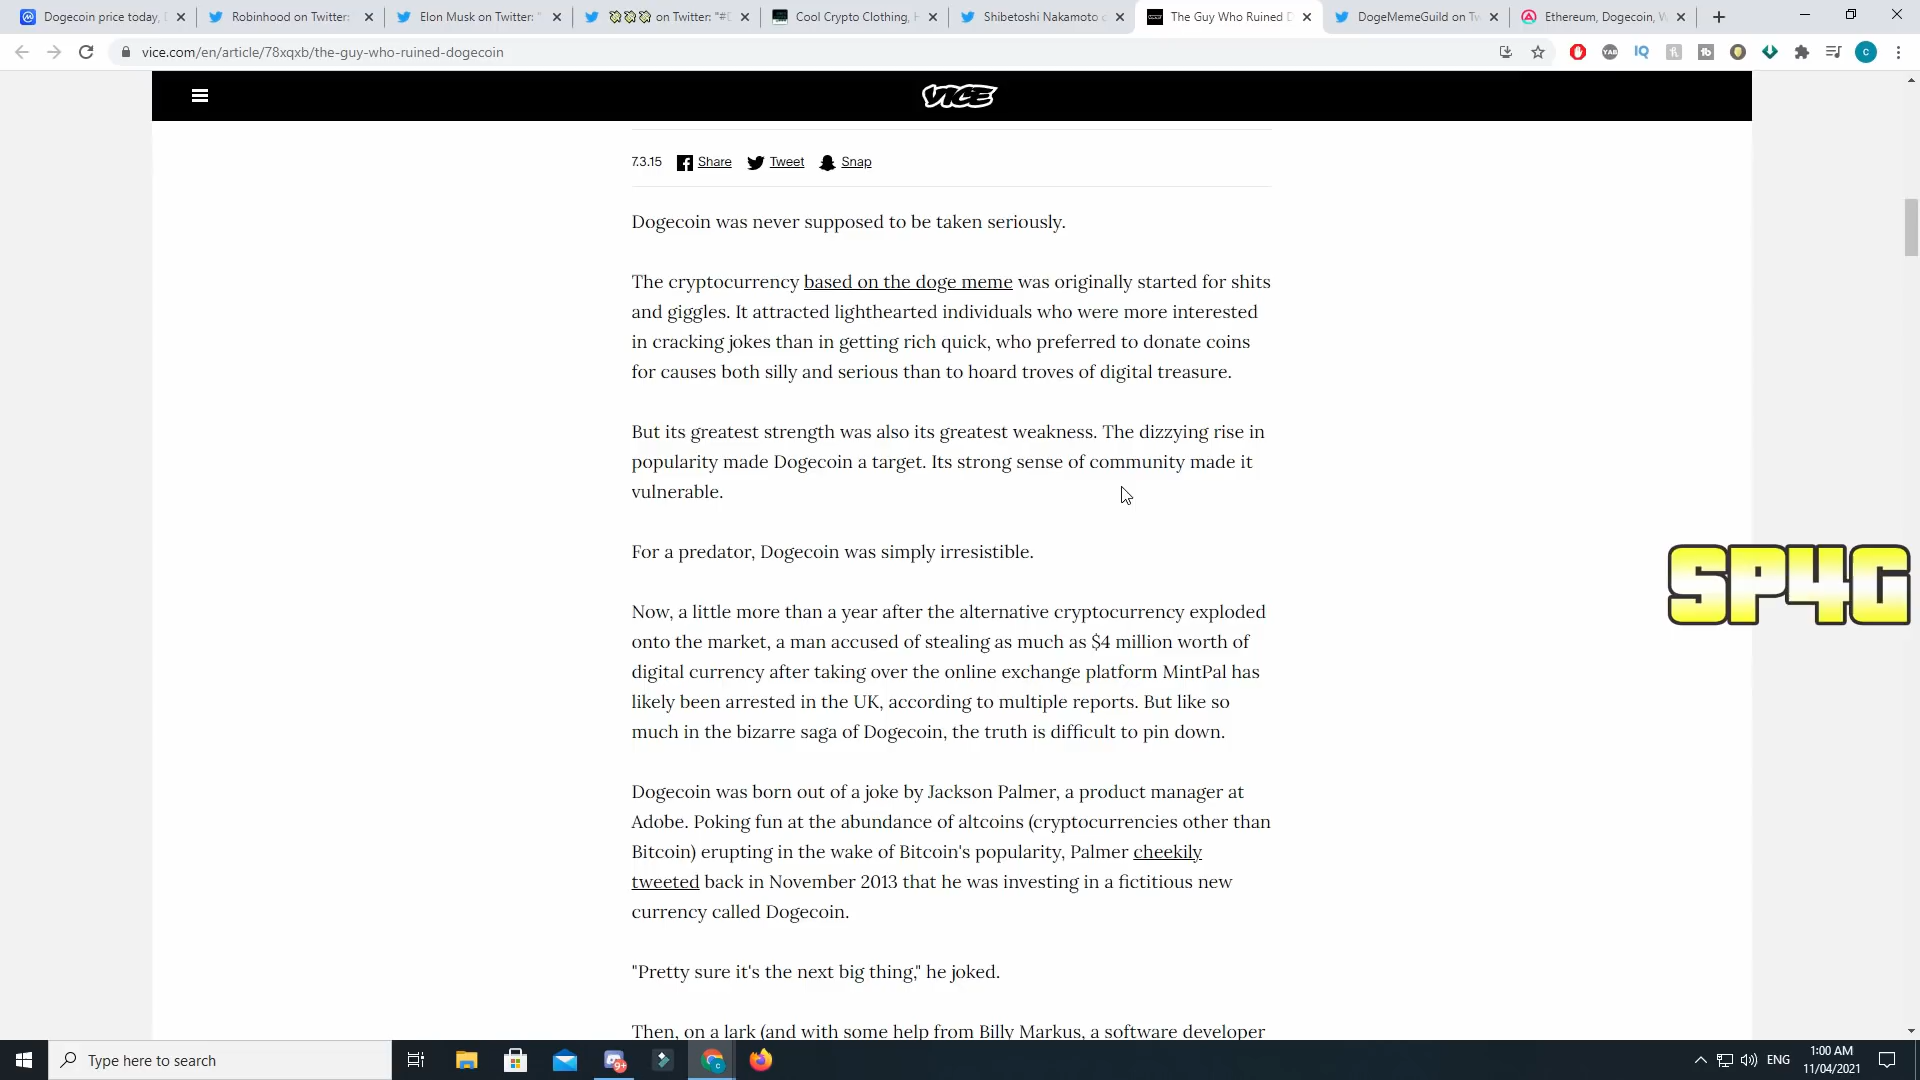 Dogecoin price today,
Robinhood on Twitter:
Elon Musk on Twitter: "
on Twitter: "#D
Cool Crypto Clothing, H
Shibetoshi Nakamoto o
The Guy Who Ruined D
DogeMemeGuild on Tw
Ethereum, Dogecoin, W
vice.com/en/article/78xqxb/the-guy-who-ruined-dogecoin
IQ
tb
C
VICE
7.3.15 Share Tweet Snap
Dogecoin was never supposed to be taken seriously.
The cryptocurrency based on the doge meme was originally started for shits
and giggles. It attracted lighthearted individuals who were more interested
in cracking jokes than in getting rich quick, who preferred to donate coins
for causes both silly and serious than to hoard troves of digital treasure.
But its greatest strength was also its greatest weakness. The dizzying rise in
popularity made Dogecoin a target. Its strong sense of community made it
vulnerable.
For a predator, Dogecoin was simply irresistible.
SP4G
Now, a little more than a year after the alternative cryptocurrency exploded
onto the market, a man accused of stealing as much as $4 million worth of
digital currency after taking over the online exchange platform MintPal has
likely been arrested in the UK, according to multiple reports. But like so
much in the bizarre saga of Dogecoin, the truth is difficult to pin down.
Dogecoin was born out of a joke by Jackson Palmer, a product manager at
Adobe. Poking fun at the abundance of altcoins (cryptocurrencies other than
Bitcoin) erupting in the wake of Bitcoin's popularity, Palmer cheekily
tweeted back in November 2013 that he was investing in a fictitious new
currency called Dogecoin.
"Pretty sure it's the next big thing," he joked.
Then, on a lark (and with some help from Billy Markus, a software developer
Type here to search
9+
ENG
1:00 AM
11/04/2021